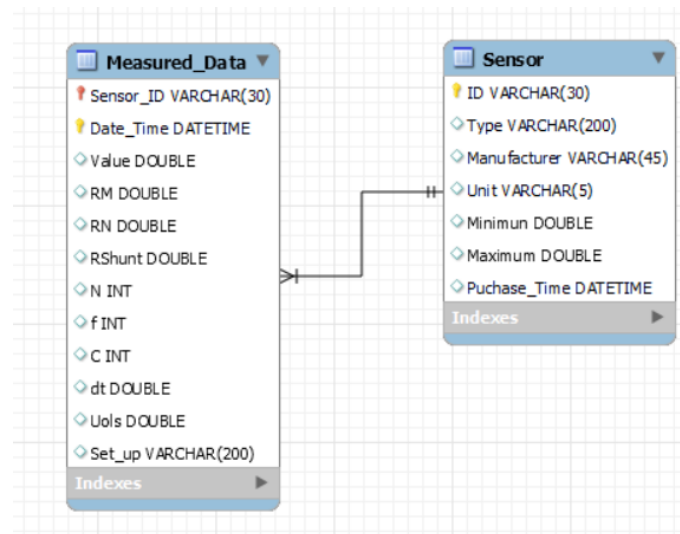 Measured_Data
Sensor_ID VARCHAR(30)
Date_Time DATETIME
Value DOUBLE
RM DOUBLE
RN DOUBLE
RShunt DOUBLE
N INT
f INT
C INT
dt DOUBLE
Uols DOUBLE
Set_up VARCHAR(200)
Indexes
Sensor
ID VARCHAR(30)
Type VARCHAR(200)
Manufacturer VARCHAR(45)
Unit VARCHAR(5)
Minimun DOUBLE
Maximum DOUBLE
Puchase_Time DATETIME
Indexes